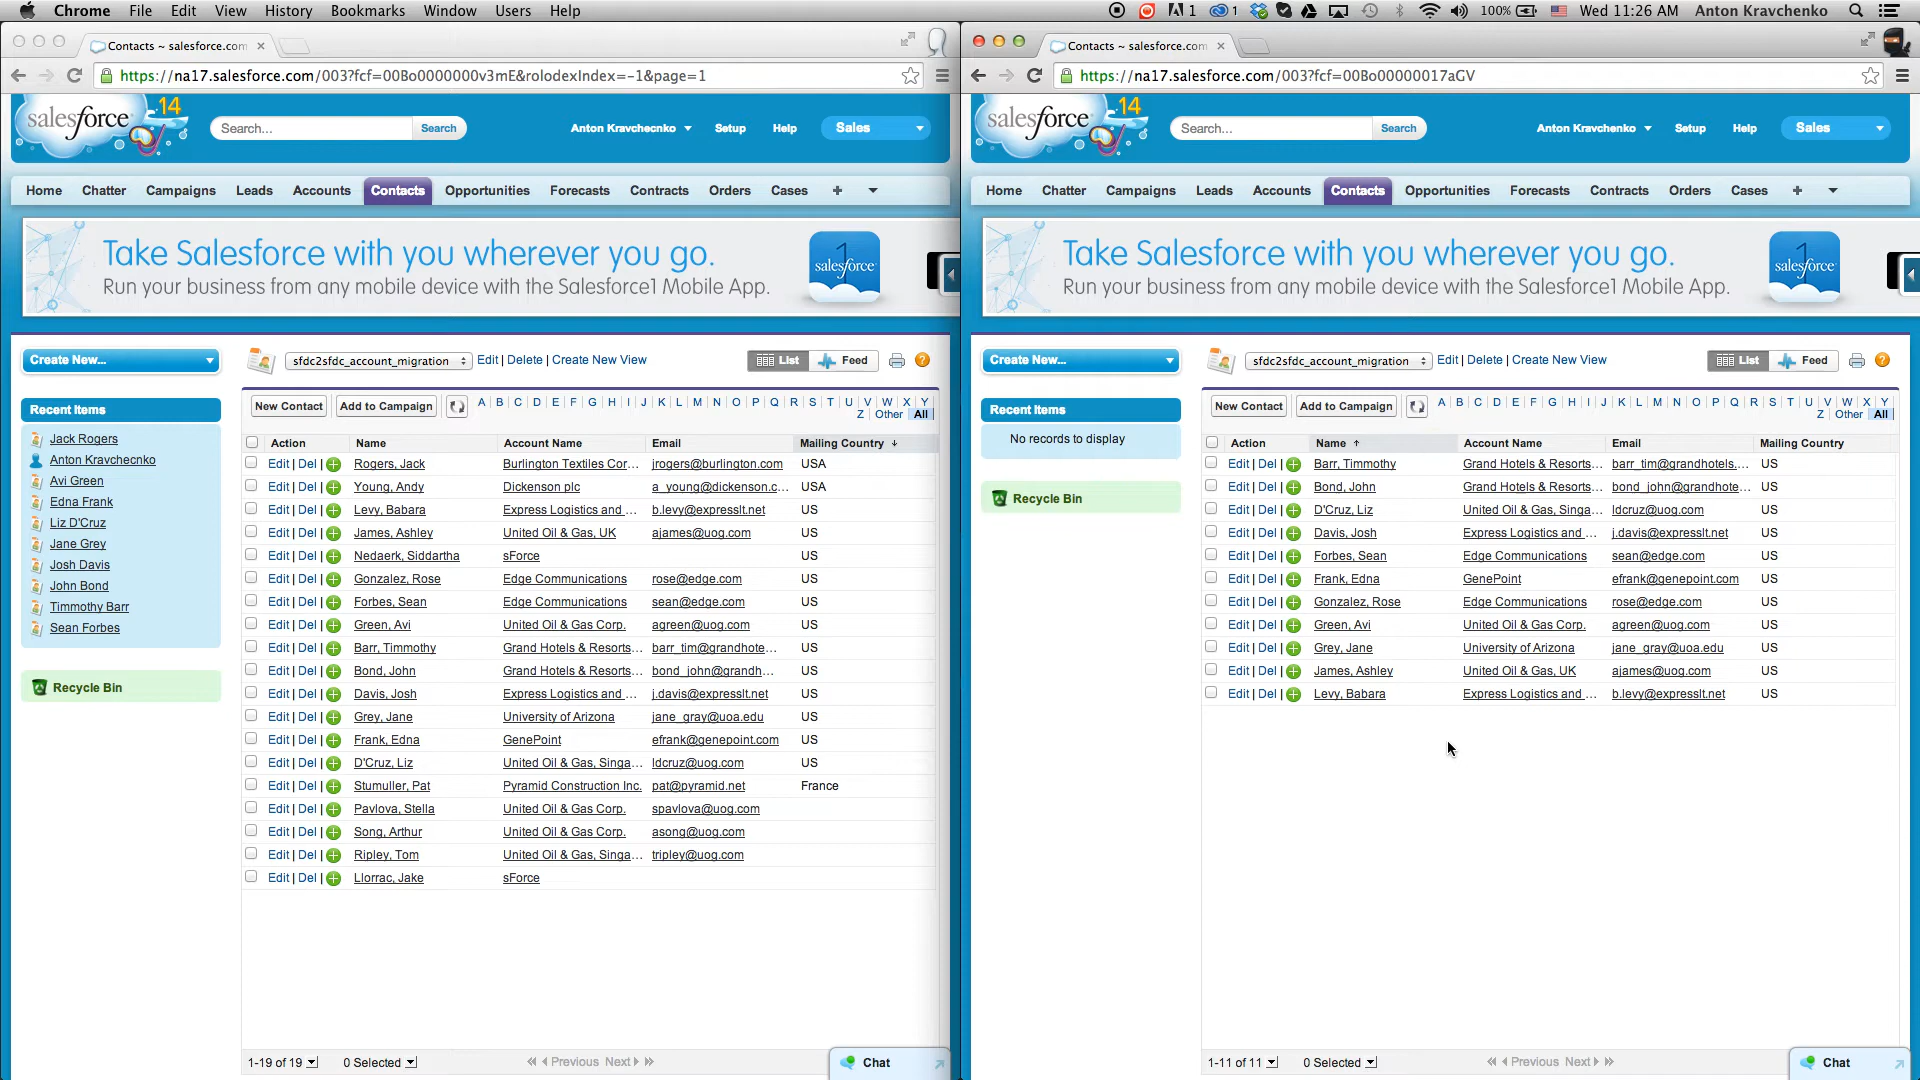 Chrome File Edit View History Bookmarks Window Users Help
1 1 100% Wed 11:26 AM Anton Kravchenko
Contacts ~ salesforce.com
https://na17.salesforce.com/003?fcf=00Bo0000000v3mE&rolodexIndex=-1&page=1
salesforce '14
Search... Search
Anton Kravchecnko Setup Help Sales
Home Chatter Campaigns Leads Accounts Contacts Opportunities Forecasts Contracts Orders Cases +
Take Salesforce with you wherever you go.
Run your business from any mobile device with the Salesforce1 Mobile App.
1
salesforce
Create New...
sfdc2sfdc_account_migration Edit | Delete | Create New View List Feed
Recent Items
Jack Rogers
Anton Kravchecnko
Avi Green
Edna Frank
Liz D'Cruz
Jane Grey
Josh Davis
John Bond
Timmothy Barr
Sean Forbes
Recycle Bin
New Contact Add to Campaign A B C D E F G H I J K L M N O P Q R S T U V W X Y
Z Other All
Action Name Account Name Email Mailing Country
Edit | Del | Rogers, Jack Burlington Textiles Cor... jrogers@burlington.com USA
Edit | Del | Young, Andy Dickenson plc a_young@dickenson.c... USA
Edit | Del | Levy, Babara Express Logistics and ... b.levy@expresslt.net US
Edit | Del | James, Ashley United Oil & Gas, UK ajames@uog.com US
Edit | Del | Nedaerk, Siddartha sForce US
Edit | Del | Gonzalez, Rose Edge Communications rose@edge.com US
Edit | Del | Forbes, Sean Edge Communications sean@edge.com US
Edit | Del | Green, Avi United Oil & Gas Corp. agreen@uog.com US
Edit | Del | Barr, Timmothy Grand Hotels & Resorts... barr_tim@grandhote... US
Edit | Del | Bond, John Grand Hotels & Resorts... bond_john@grandh... US
Edit | Del | Davis, Josh Express Logistics and ... j.davis@expresslt.net US
Edit | Del | Grey, Jane University of Arizona jane_gray@uoa.edu US
Edit | Del | Frank, Edna GenePoint efrank@genepoint.com US
Edit | Del | D'Cruz, Liz United Oil & Gas, Singa... ldcruz@uog.com US
Edit | Del | Stumuller, Pat Pyramid Construction Inc. pat@pyramid.net France
Edit | Del | Pavlova, Stella United Oil & Gas Corp. spavlova@uog.com
Edit | Del | Song, Arthur United Oil & Gas Corp. asong@uog.com
Edit | Del | Ripley, Tom United Oil & Gas, Singa... tripley@uog.com
Edit | Del | Llorrac, Jake sForce
1-19 of 19 0 Selected Previous Next
Chat
Contacts ~ salesforce.com
https://na17.salesforce.com/003?fcf=00Bo00000017aGV
salesforce '14
Search... Search
Anton Kravchenko Setup Help Sales
Home Chatter Campaigns Leads Accounts Contacts Opportunities Forecasts Contracts Orders Cases +
Take Salesforce with you wherever you go.
Run your business from any mobile device with the Salesforce1 Mobile App.
1
salesforce
Create New...
sfdc2sfdc_account_migration Edit | Delete | Create New View List Feed
Recent Items
No records to display
Recycle Bin
New Contact Add to Campaign A B C D E F G H I J K L M N O P Q R S T U V W X Y
Z Other All
Action Name Account Name Email Mailing Country
Edit | Del | Barr, Timmothy Grand Hotels & Resorts... barr_tim@grandhotels.... US
Edit | Del | Bond, John Grand Hotels & Resorts... bond_john@grandhote... US
Edit | Del | D'Cruz, Liz United Oil & Gas, Singa... ldcruz@uog.com US
Edit | Del | Davis, Josh Express Logistics and ... j.davis@expresslt.net US
Edit | Del | Forbes, Sean Edge Communications sean@edge.com US
Edit | Del | Frank, Edna GenePoint efrank@genepoint.com US
Edit | Del | Gonzalez, Rose Edge Communications rose@edge.com US
Edit | Del | Green, Avi United Oil & Gas Corp. agreen@uog.com US
Edit | Del | Grey, Jane University of Arizona jane_gray@uoa.edu US
Edit | Del | James, Ashley United Oil & Gas, UK ajames@uog.com US
Edit | Del | Levy, Babara Express Logistics and ... b.levy@expresslt.net US
1-11 of 11 0 Selected Previous Next
Chat